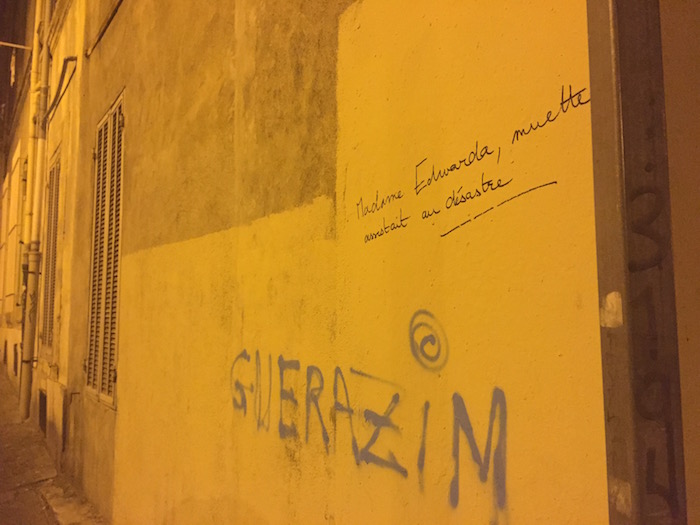 Madame Edwarda, muette
assistait au désastre
©
GUERAZiM